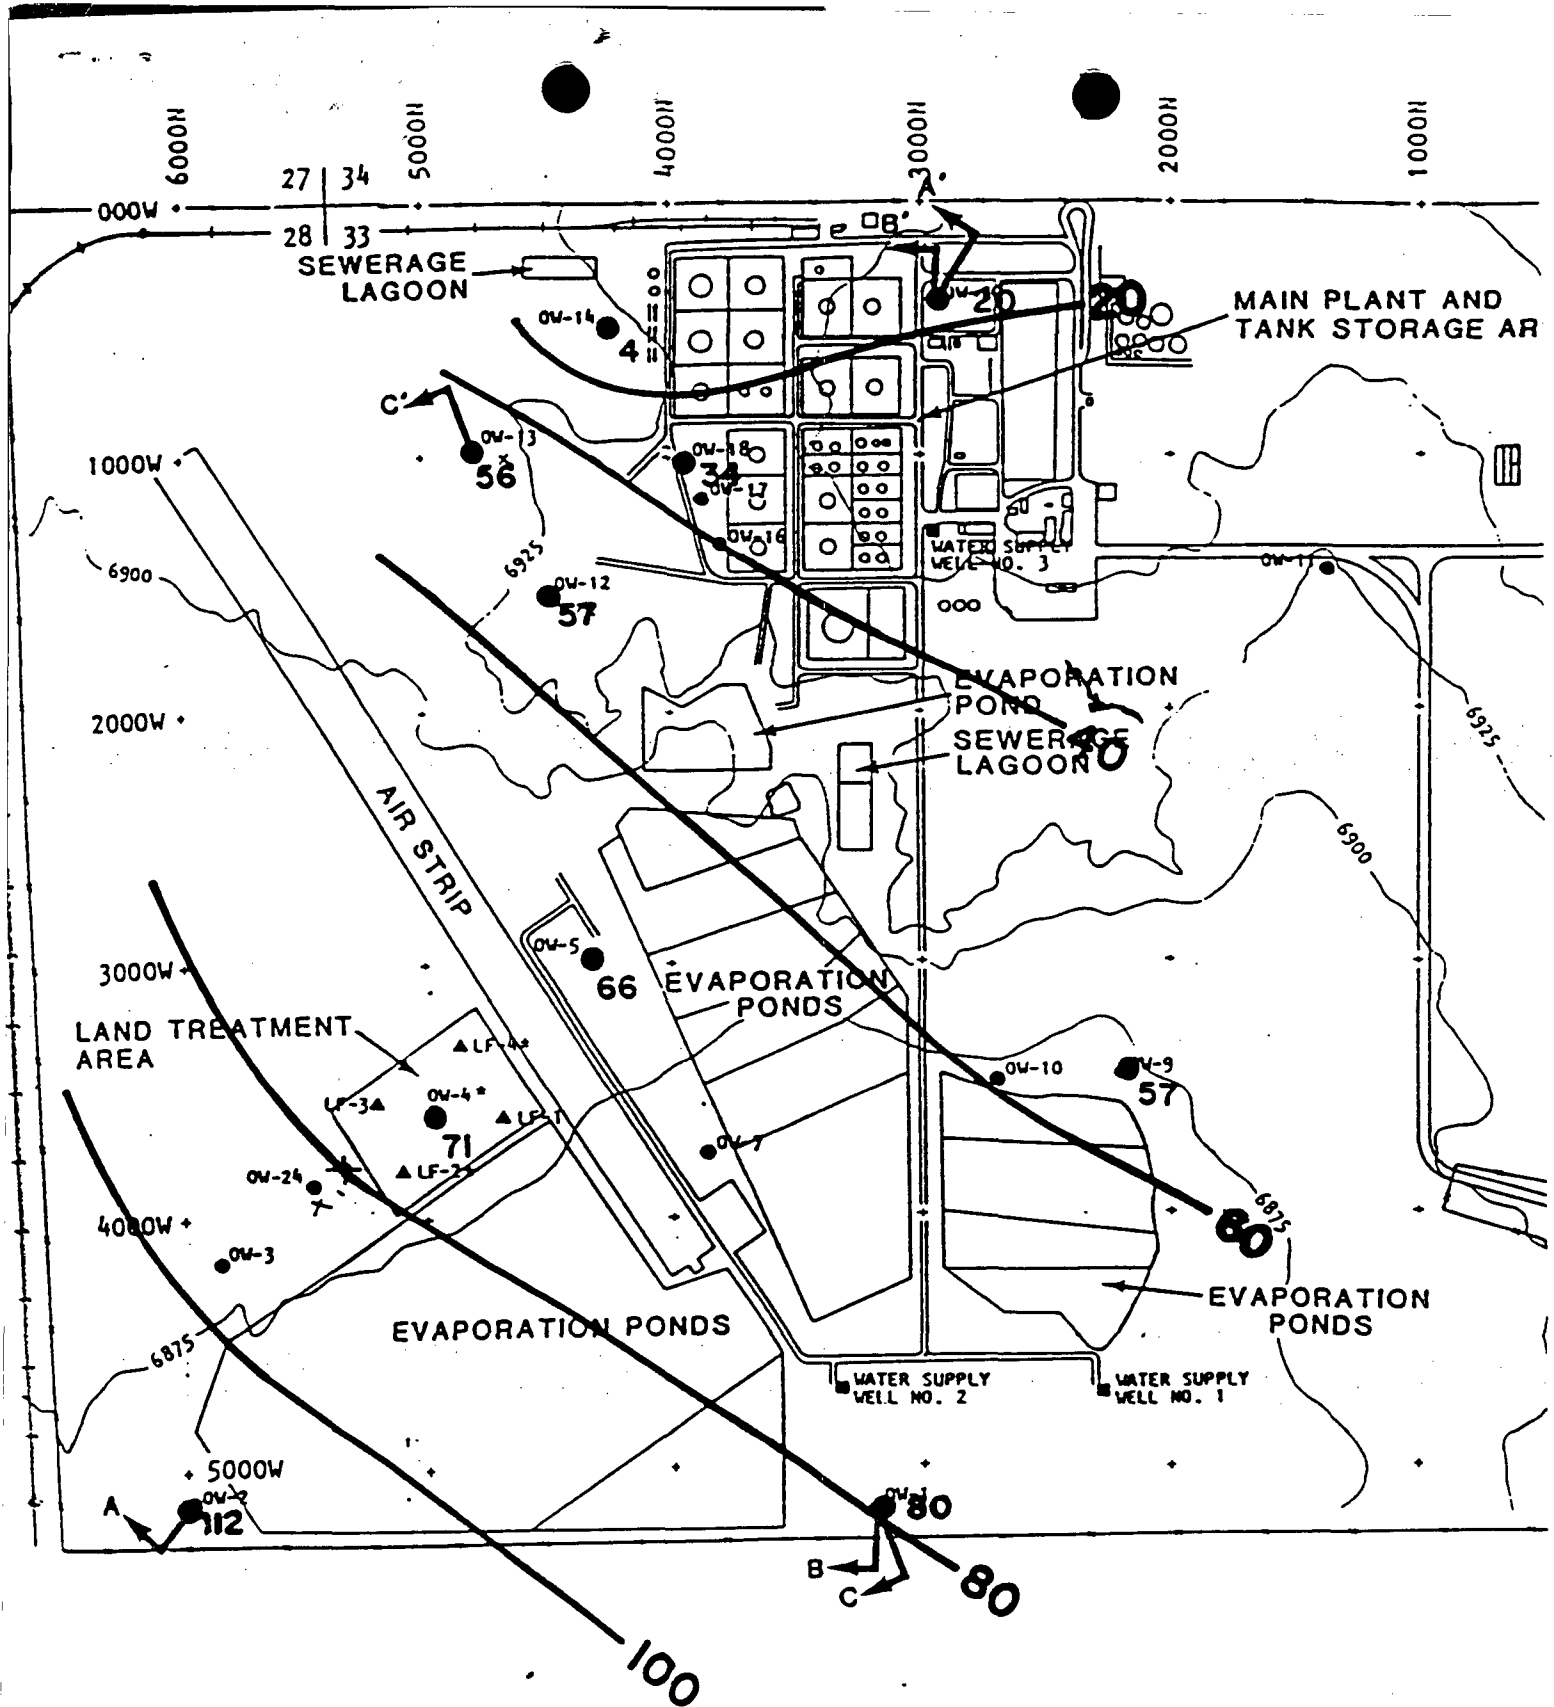 6000N
5000N
4000N
3000N
2000N
1000N
27 34
000W
28 33
A'
B'
SEWERAGE
LAGOON
OW-14
4
20
20
MAIN PLANT AND
TANK STORAGE AR
C'
OW-13
56
OW-18
34
OW-17
OW-16
1000W
6900
6925
OW-12
57
WATER SUPPLY
WELL NO. 3
OW-11
EVAPORATION
POND
2000W
SEWERAGE
LAGOON
40
6925
AIR STRIP
6900
OW-5
66
3000W
EVAPORATION
PONDS
LAND TREATMENT
AREA
LF-4*
OW-4*
71
LF-3
LF-1
LF-2
OW-10
W-9
57
OW-7
OW-24
4000W
OW-3
6875
60
EVAPORATION
PONDS
EVAPORATION PONDS
6875
WATER SUPPLY
WELL NO. 2
WATER SUPPLY
WELL NO. 1
5000W
A
OW-2
112
OW-1
80
B
C
80
100